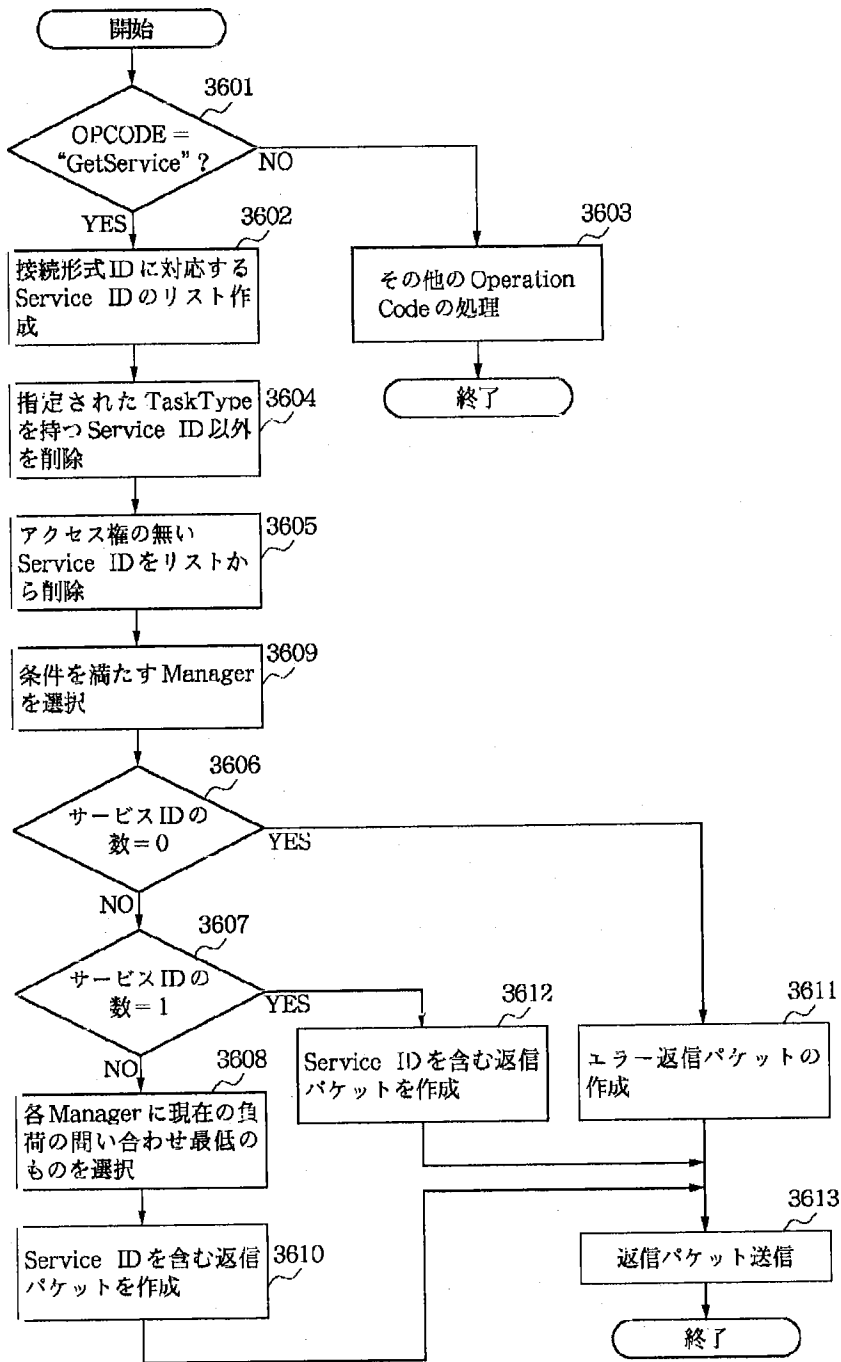 開始
3601
OPCODE =
“GetService” ?
NO
YES
3602
接続形式IDに対応する
Service IDのリスト作
成
3603
その他のOperation
Codeの処理
終了
指定されたTaskType
を持つService ID以外
を削除
3604
アクセス権の無い
Service IDをリストか
ら削除
3605
条件を満たすManager
を選択
3609
3606
サービスIDの
数=0
YES
NO
3607
サービスIDの
数=1
YES
NO
3612
Service IDを含む返信
パケットを作成
3611
エラー返信パケットの
作成
3608
各Managerに現在の負
荷の問い合わせ最低の
ものを選択
Service IDを含む返信
パケットを作成
3610
3613
返信パケット送信
終了